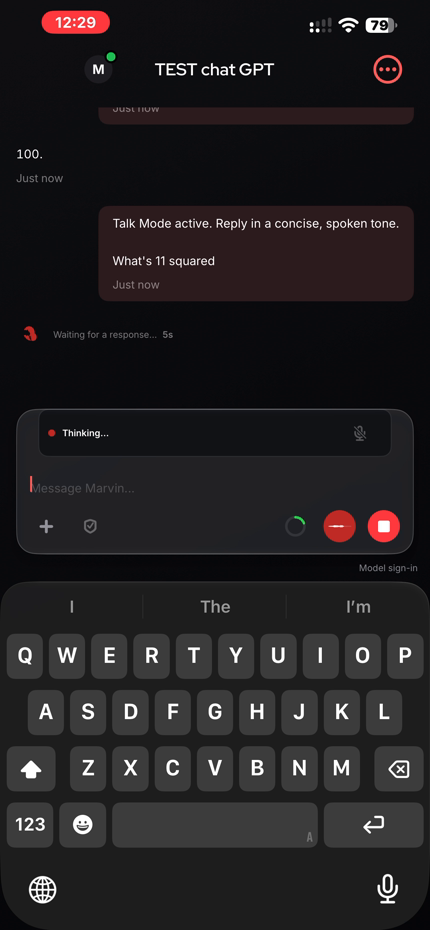 12:29
79
M
TEST chat GPT
Just now
100.
Just now
Talk Mode active. Reply in a concise, spoken tone.
What's 11 squared
Just now
Waiting for a response... 5s
Thinking...
Message Marvin...
Model sign-in
I
The
I'm
Q W E R T Y U I O P
A S D F G H J K L
Z X C V B N M
123
A